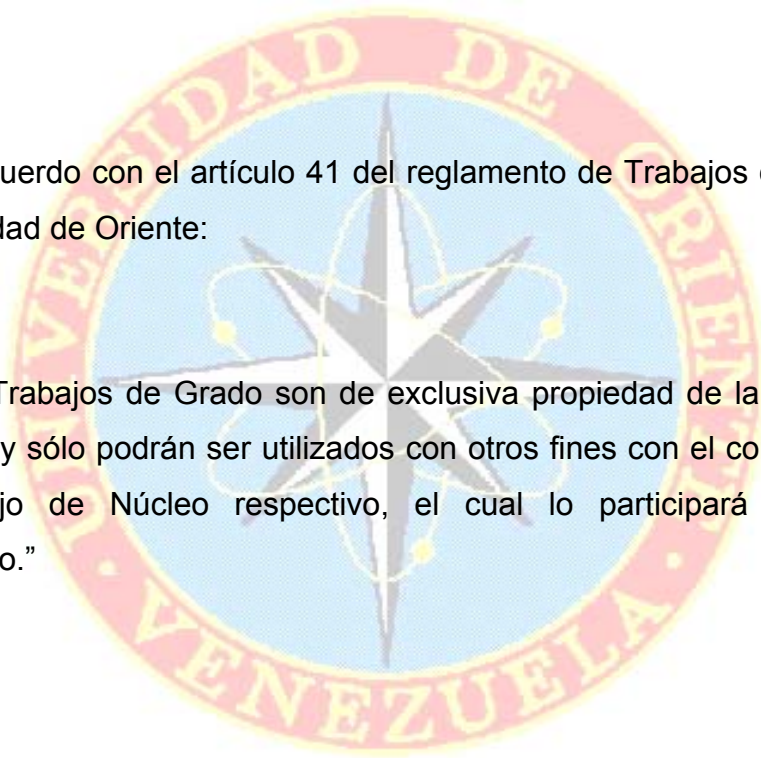 UNIVERSIDAD DE ORIENTE
VENEZUELA
uerdo con el artículo 41 del reglamento de Trabajos
dad de Oriente:
Trabajos de Grado son de exclusiva propiedad de la
y sólo podrán ser utilizados con otros fines con el co
jo de Núcleo respectivo, el cual lo participará
o.”